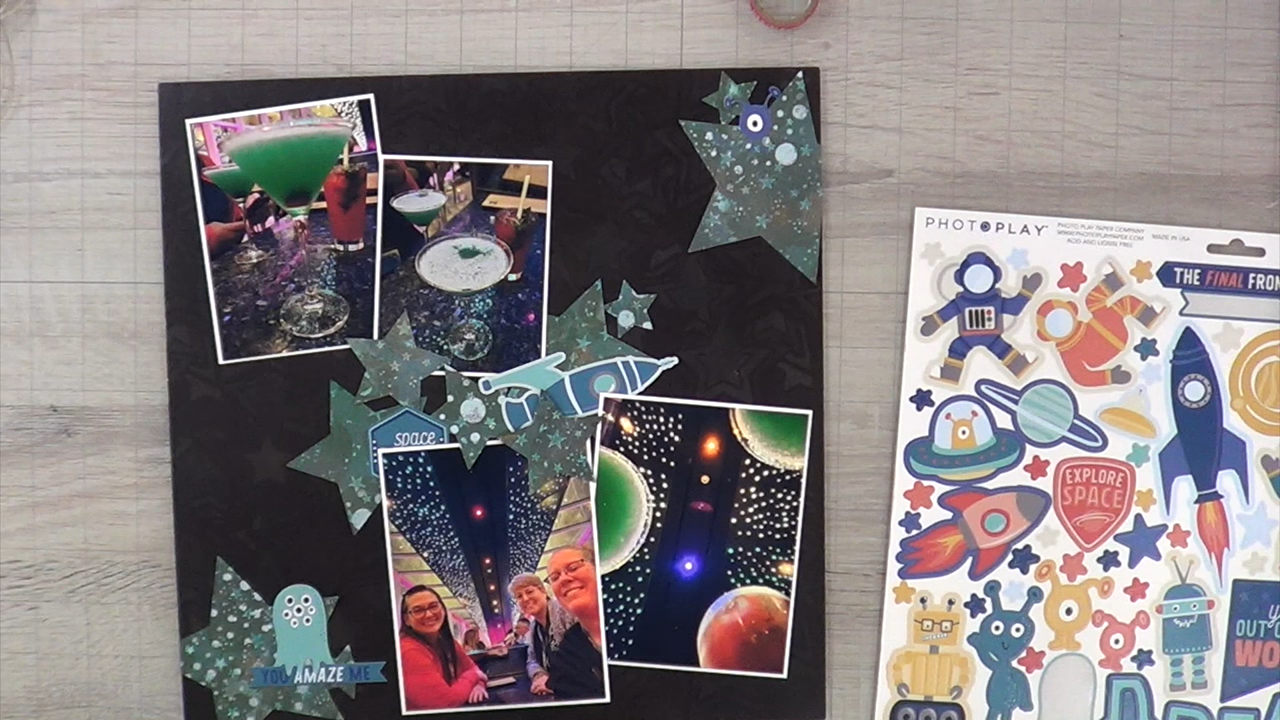 space
YOU AMAZE ME
PHOTOPLAY™
PHOTO PLAY PAPER COMPANY
WWW.PHOTOPLAYPAPER.COM
ACID AND LIGNIN FREE
MADE IN USA
THE FINAL FRON
EXPLORE
SPACE
OUT O
WO